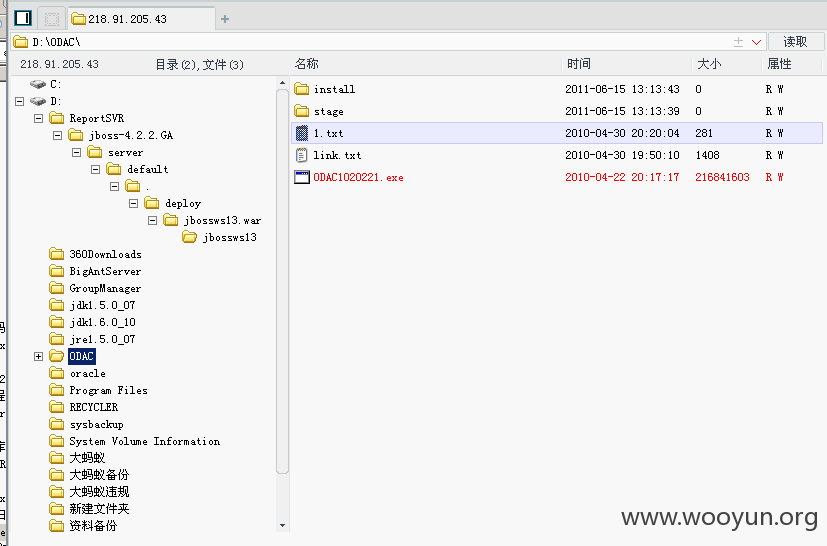 218.91.205.43
D:\ODAC\
读取
218.91.205.43 目录(2),文件(3)
名称 时间 大小 属性
C:
D:
ReportSVR
jboss-4.2.2.GA
server
default
.
deploy
jbossws13.war
jbossws13
360Downloads
BigAntServer
GroupManager
jdk1.5.0_07
jdk1.6.0_10
jre1.5.0_07
ODAC
oracle
Program Files
RECYCLER
sysbackup
System Volume Information
大蚂蚁
大蚂蚁备份
大蚂蚁违规
新建文件夹
资料备份
install 2011-06-15 13:13:43 0 R W
stage 2011-06-15 13:13:39 0 R W
1.txt 2010-04-30 20:20:04 281 R W
link.txt 2010-04-30 19:50:10 1408 R W
ODAC1020221.exe 2010-04-22 20:17:17 216841603 R W
www.wooyun.org